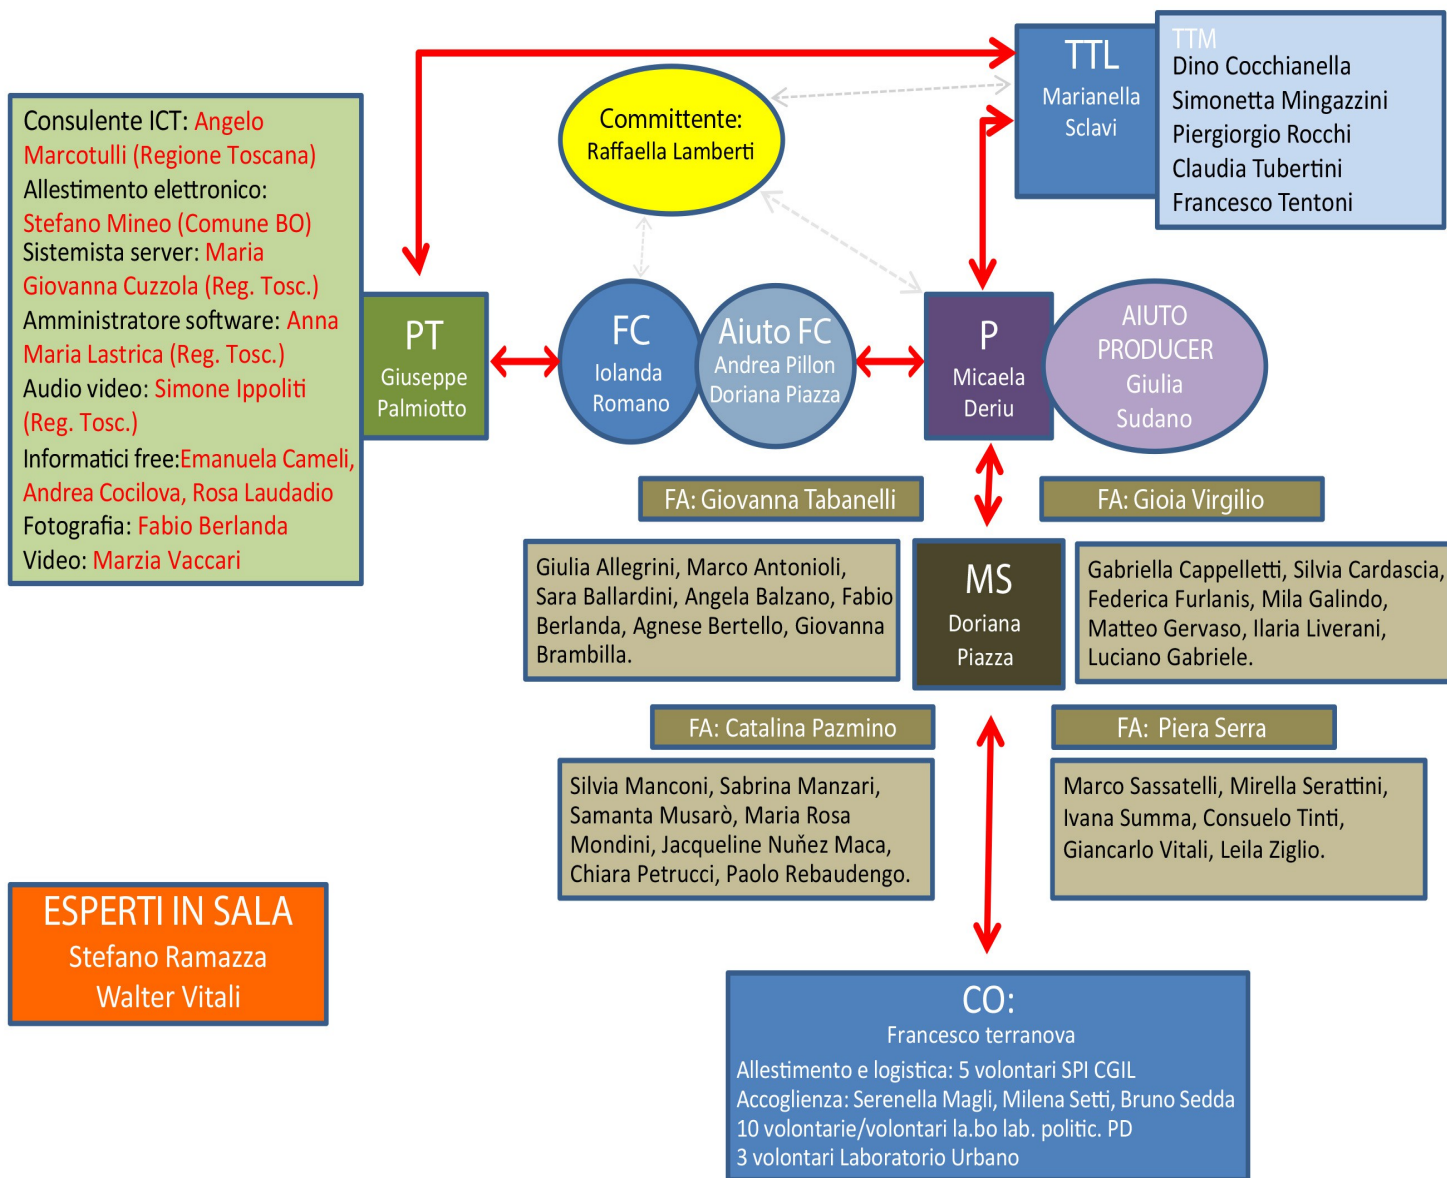 TTL
Marianella
Sclavi
TTM
Dino Cocchianella
Simonetta Mingazzini
Piergiorgio Rocchi
Claudia Tubertini
Francesco Tentoni
Committente:
Raffaella Lamberti
Consulente ICT: Angelo
Marcotulli (Regione Toscana)
Allestimento elettronico:
Stefano Mineo (Comune BO)
Sistemista server: Maria
Giovanna Cuzzola (Reg. Tosc.)
Amministratore software: Anna
Maria Lastrica (Reg. Tosc.)
Audio video: Simone Ippoliti
(Reg. Tosc.)
Informatici free:Emanuela Cameli,
Andrea Cocilova, Rosa Laudadio
Fotografia: Fabio Berlanda
Video: Marzia Vaccari
PT
Giuseppe
Palmiotto
FC
Iolanda
Romano
Aiuto FC
Andrea Pillon
Doriana Piazza
P
Micaela
Deriu
AIUTO
PRODUCER
Giulia
Sudano
FA: Giovanna Tabanelli
FA: Gioia Virgilio
Giulia Allegrini, Marco Antonioli,
Sara Ballardini, Angela Balzano, Fabio
Berlanda, Agnese Bertello, Giovanna
Brambilla.
MS
Doriana
Piazza
Gabriella Cappelletti, Silvia Cardascia,
Federica Furlanis, Mila Galindo,
Matteo Gervaso, Ilaria Liverani,
Luciano Gabriele.
FA: Catalina Pazmino
FA: Piera Serra
Silvia Manconi, Sabrina Manzari,
Samanta Musarò, Maria Rosa
Mondini, Jacqueline Nuňez Maca,
Chiara Petrucci, Paolo Rebaudengo.
Marco Sassatelli, Mirella Serattini,
Ivana Summa, Consuelo Tinti,
Giancarlo Vitali, Leila Ziglio.
ESPERTI IN SALA
Stefano Ramazza
Walter Vitali
CO:
Francesco terranova
Allestimento e logistica: 5 volontari SPI CGIL
Accoglienza: Serenella Magli, Milena Setti, Bruno Sedda
10 volontarie/volontari la.bo lab. politic. PD
3 volontari Laboratorio Urbano